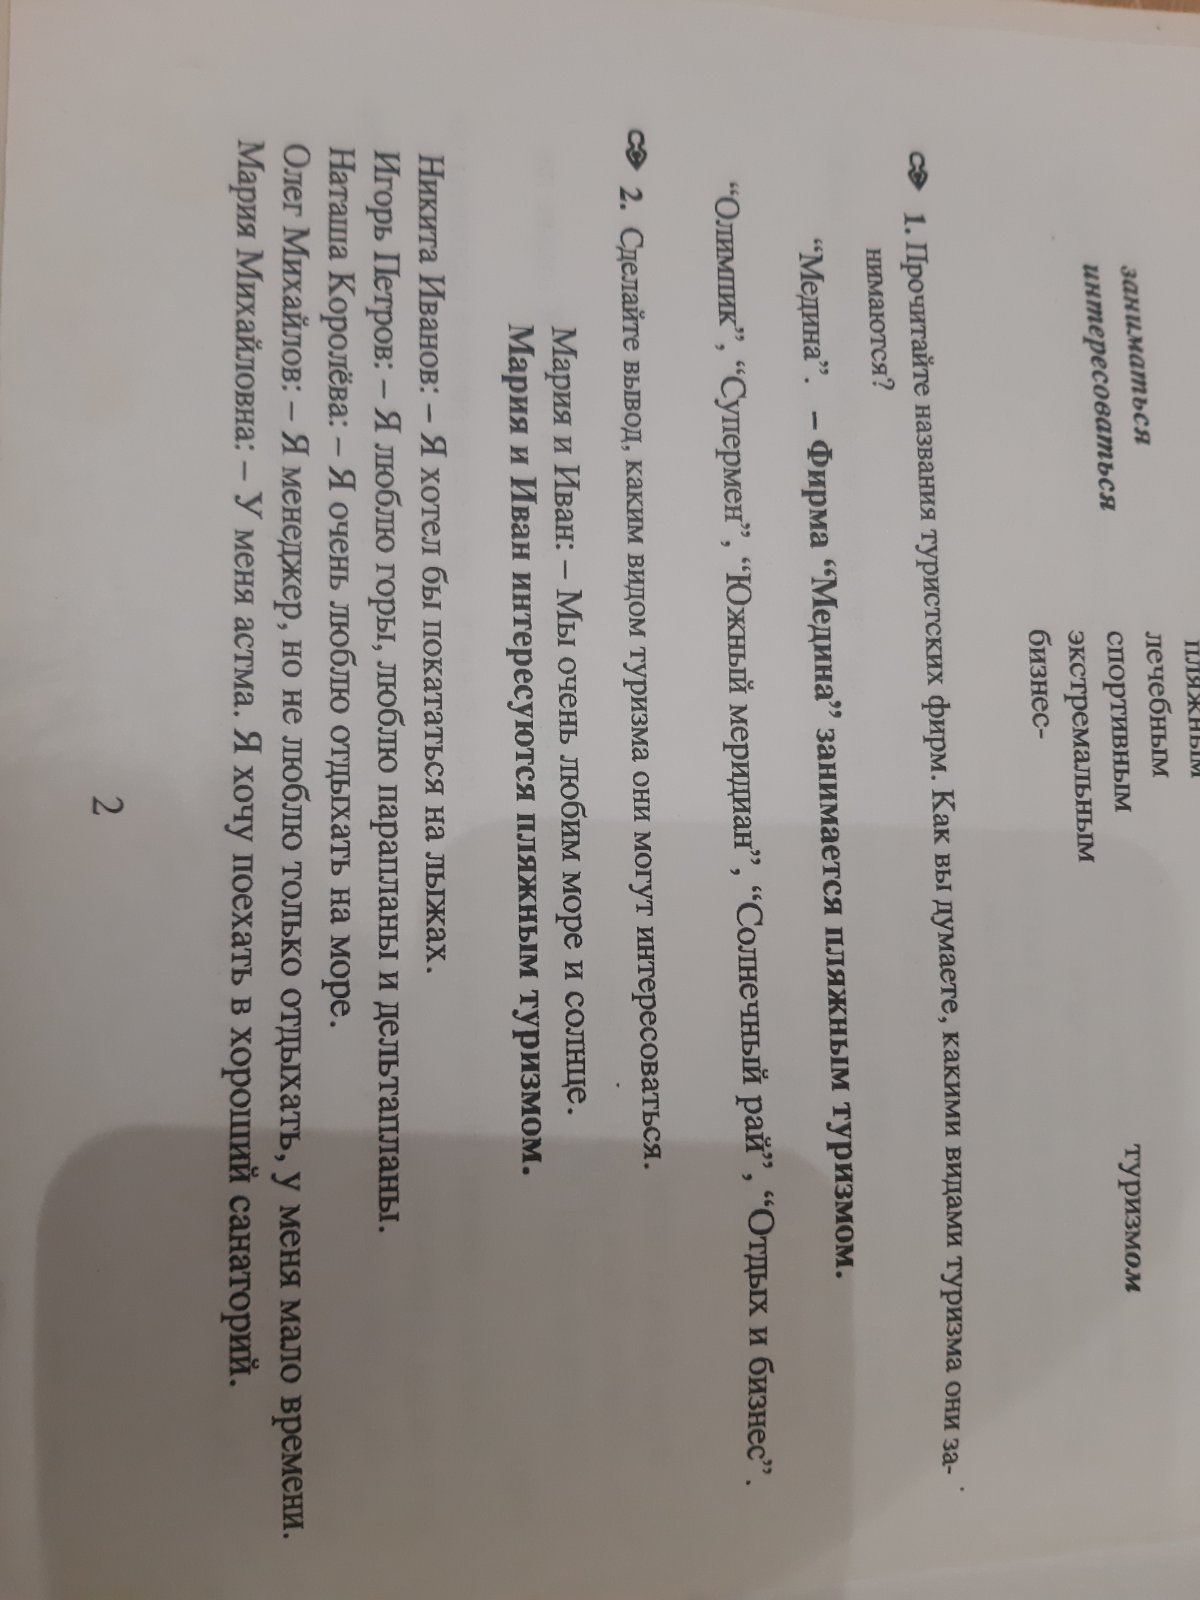 пляжным
лечебным
заниматься
туризмом
спортивным
интересоваться
экстремальным
бизнес-
1. Прочитайте названия туристских фирм. Как вы думаете, какими видами туризма они за-
нимаются?
“Медина”. – Фирма “Медина” занимается пляжным туризмом.
“Олимпик”, “Супермен”, “Южный меридиан”, “Солнечный рай”, “Отдых и бизнес”.
2. Сделайте вывод, каким видом туризма они могут интересоваться.
Мария и Иван: – Мы очень любим море и солнце.
Мария и Иван интересуются пляжным туризмом.
Никита Иванов: – Я хотел бы покататься на лыжах.
Игорь Петров: – Я люблю горы, люблю парапланы и дельтапланы.
Наташа Королёва: – Я очень люблю отдыхать на море.
Олег Михайлов: – Я менеджер, но не люблю только отдыхать, у меня мало времени.
Мария Михайловна: – У меня астма. Я хочу поехать в хороший санаторий.
2